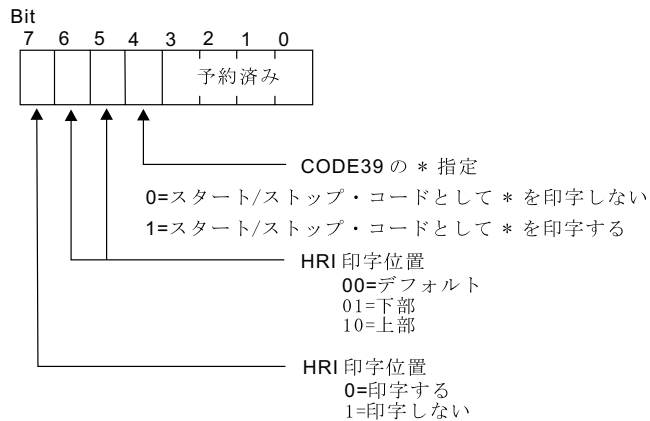 Bit
7 6 5 4 3 2 1 0
予約済み
CODE39 の * 指定
0=スタート/ストップ・コードとして * を印字しない
1=スタート/ストップ・コードとして * を印字する
HRI 印字位置
00=デフォルト
01=下部
10=上部
HRI 印字位置
0=印字する
1=印字しない